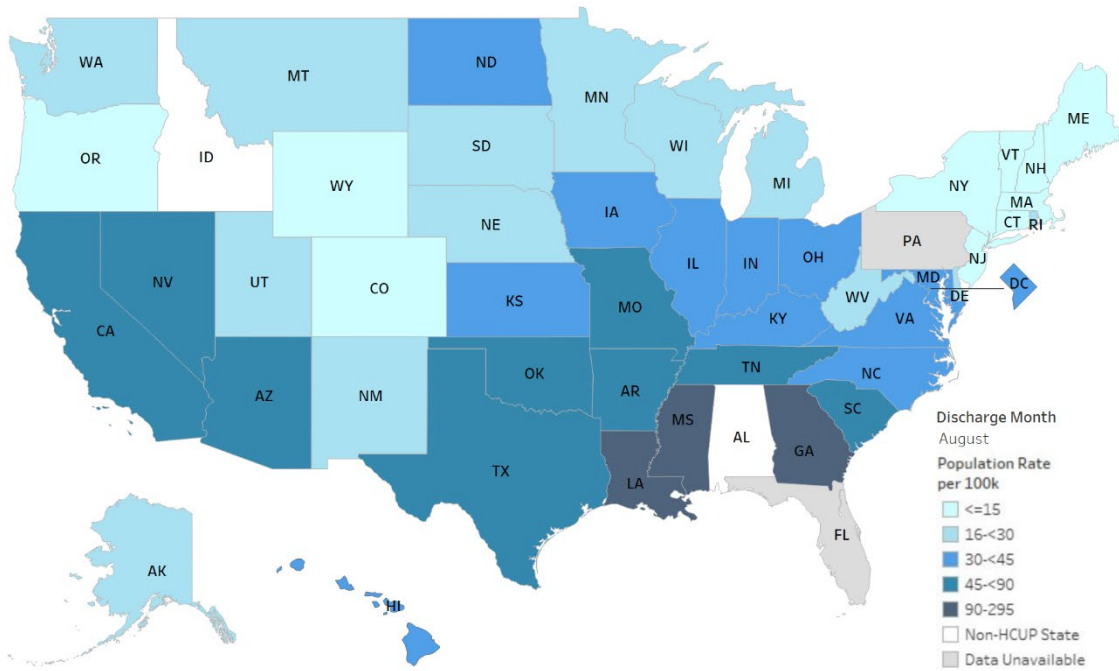 WA
MT
ND
MN
ME
OR
ID
SD
WI
VT
NH
WY
MI
NY
MA
CT
RI
NE
IA
PA
NJ
NV
UT
CO
IL
IN
OH
MD
DE
DC
KS
MO
WV
VA
CA
KY
AZ
NM
OK
AR
TN
NC
SC
TX
MS
AL
GA
LA
FL
AK
HI
Discharge Month
August
Population Rate
per 100k
<=15
16-<30
30-<45
45-<90
90-295
Non-HCUP State
Data Unavailable